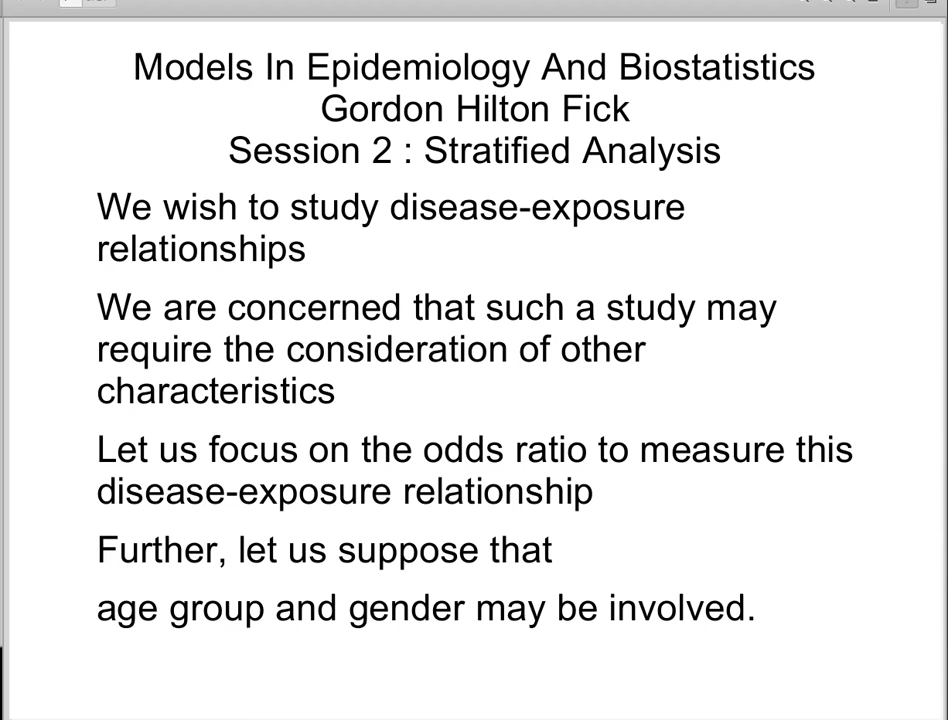 Models In Epidemiology And Biostatistics
Gordon Hilton Fick
Session 2 : Stratified Analysis
We wish to study disease-exposure
relationships
We are concerned that such a study may
require the consideration of other
characteristics
Let us focus on the odds ratio to measure this
disease-exposure relationship
Further, let us suppose that
age group and gender may be involved.